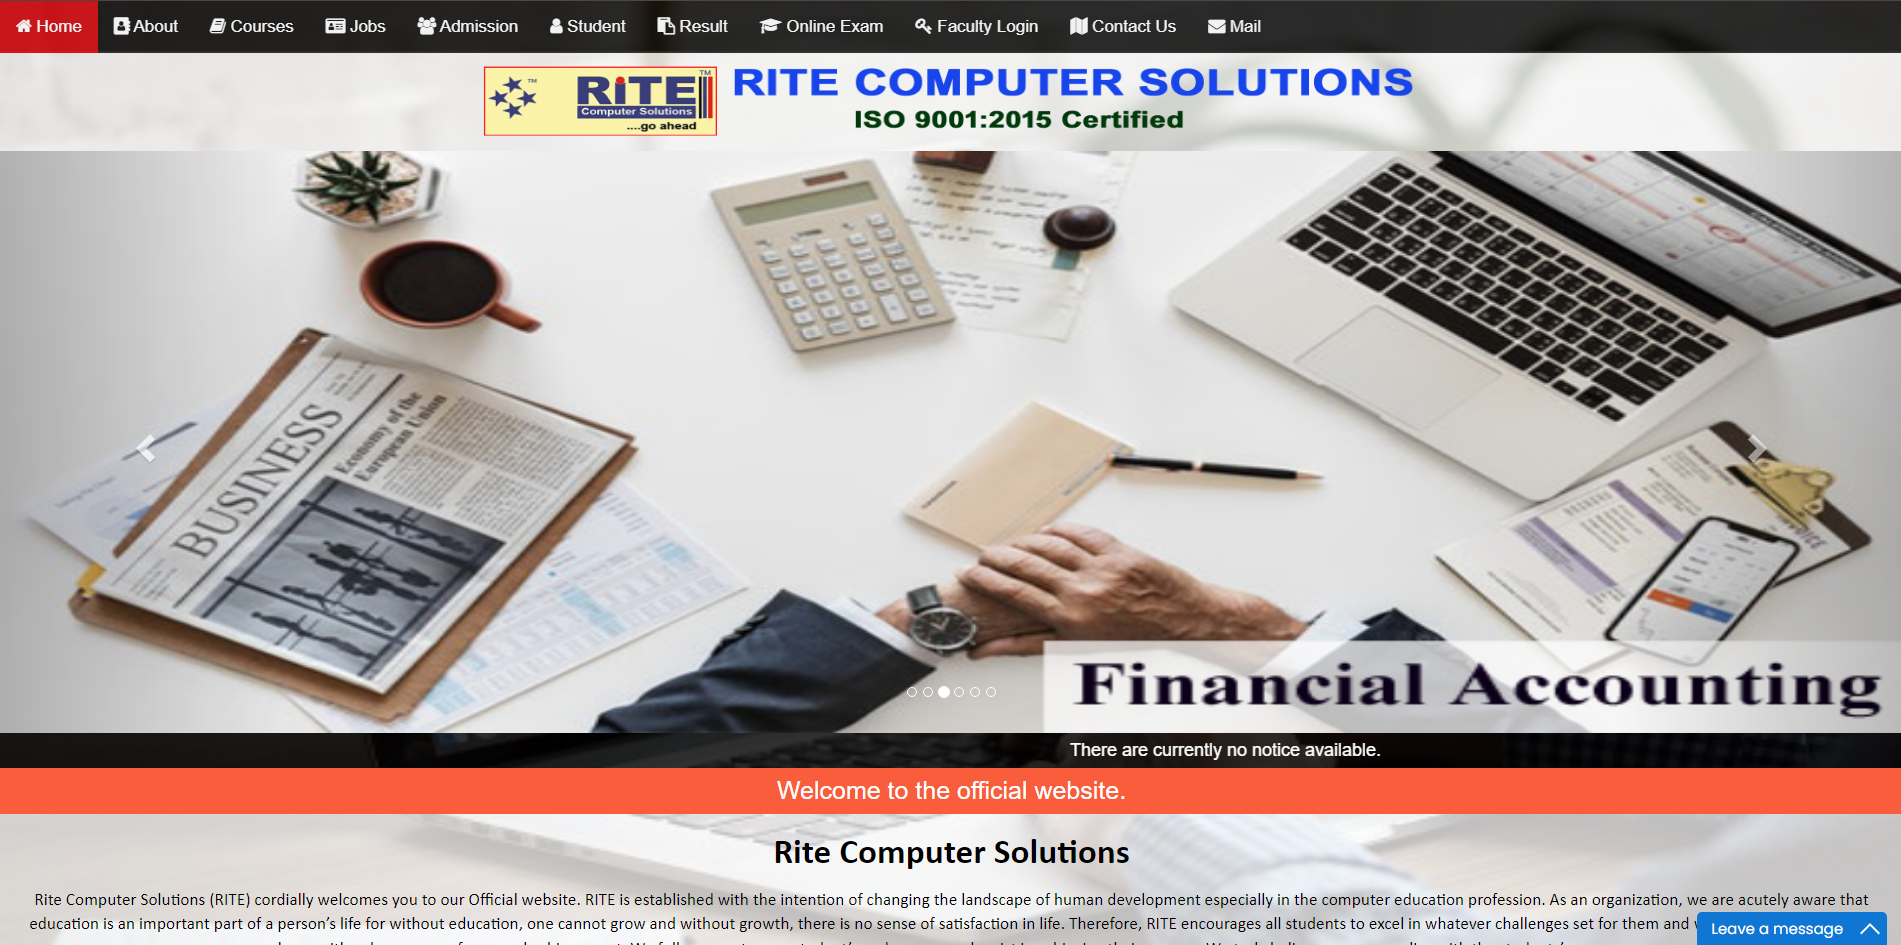 Home About Courses Jobs Admission Student Result Online Exam Faculty Login Contact Us Mail
RiTE TM
Computer Solutions
....go ahead
TM
RITE COMPUTER SOLUTIONS
ISO 9001:2015 Certified
BUSINESS
Economy of the
European Union
Financial Accounting
There are currently no notice available.
Welcome to the official website.
Rite Computer Solutions
Rite Computer Solutions (RITE) cordially welcomes you to our Official website. RITE is established with the intention of changing the landscape of human development especially in the computer education profession. As an organization, we are acutely aware that
education is an important part of a person's life for without education, one cannot grow and without growth, there is no sense of satisfaction in life. Therefore, RITE encourages all students to excel in whatever challenges set for them and
Leave a message